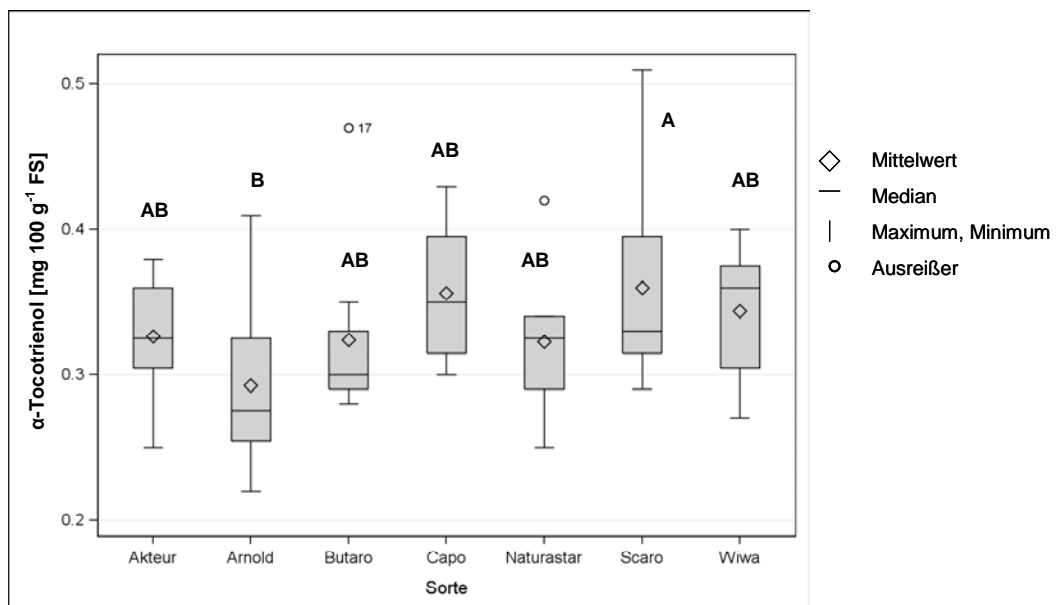 α-Tocotrienol [mg 100 g⁻¹ FS]
0.5
0.4
0.3
0.2
AB
B
17
AB
AB
AB
A
AB
Akteur Arnold Butaro Capo Naturastar Scaro Wiwa
Sorte
Mittelwert
Median
Maximum, Minimum
Ausreißer